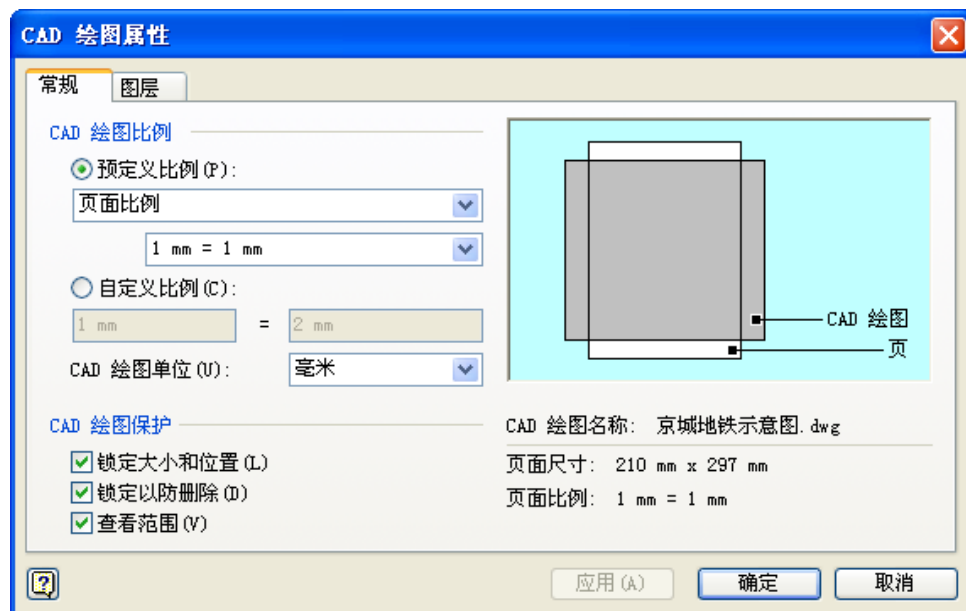 CAD 绘图属性
常规
图层
CAD 绘图比例
预定义比例(P):
页面比例
1 mm = 1 mm
自定义比例(C):
1 mm = 2 mm
CAD 绘图单位(U): 毫米
CAD 绘图
页
CAD 绘图保护
锁定大小和位置(L)
锁定以防删除(D)
查看范围(V)
CAD 绘图名称: 京城地铁示意图.dwg
页面尺寸: 210 mm x 297 mm
页面比例: 1 mm = 1 mm
?
应用(A)
确定
取消